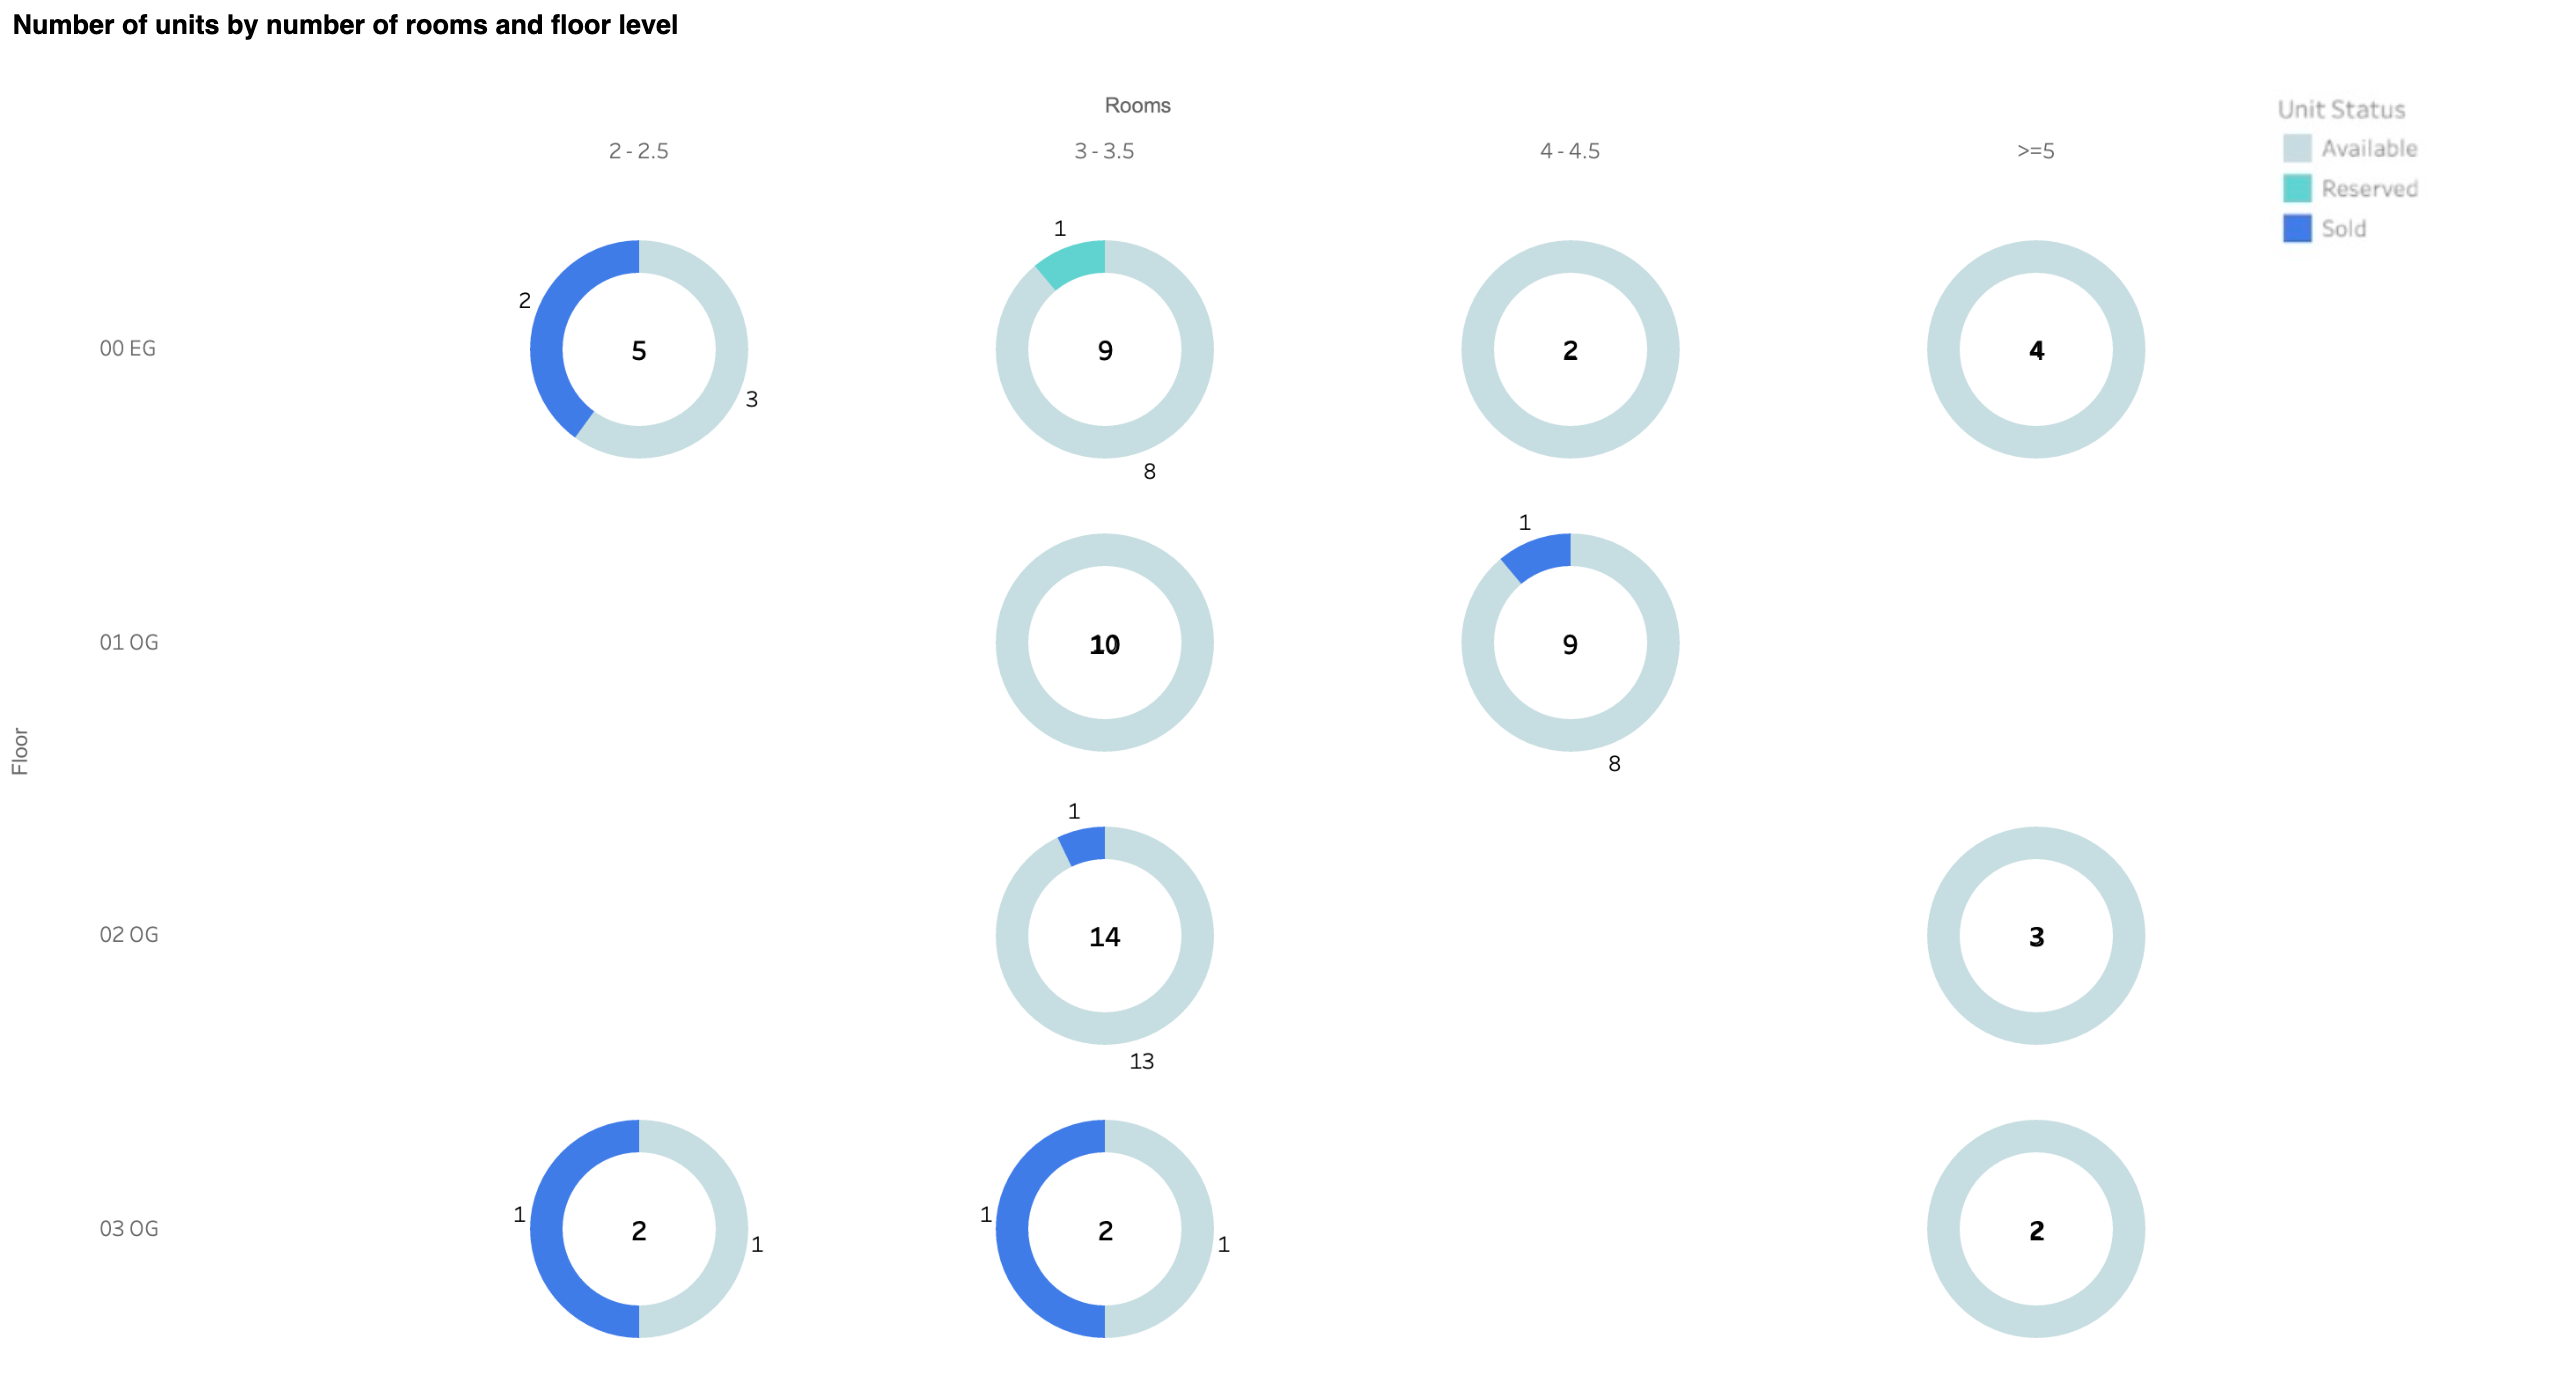 Number of units by number of rooms and floor level
Rooms
2 - 2.5
3 - 3.5
4 - 4.5
>=5
Unit Status
Available
Reserved
Sold
Floor
00 EG
2
5
3
1
9
8
2
4
01 OG
10
1
9
8
02 OG
1
14
13
3
03 OG
1
2
1
1
2
1
2